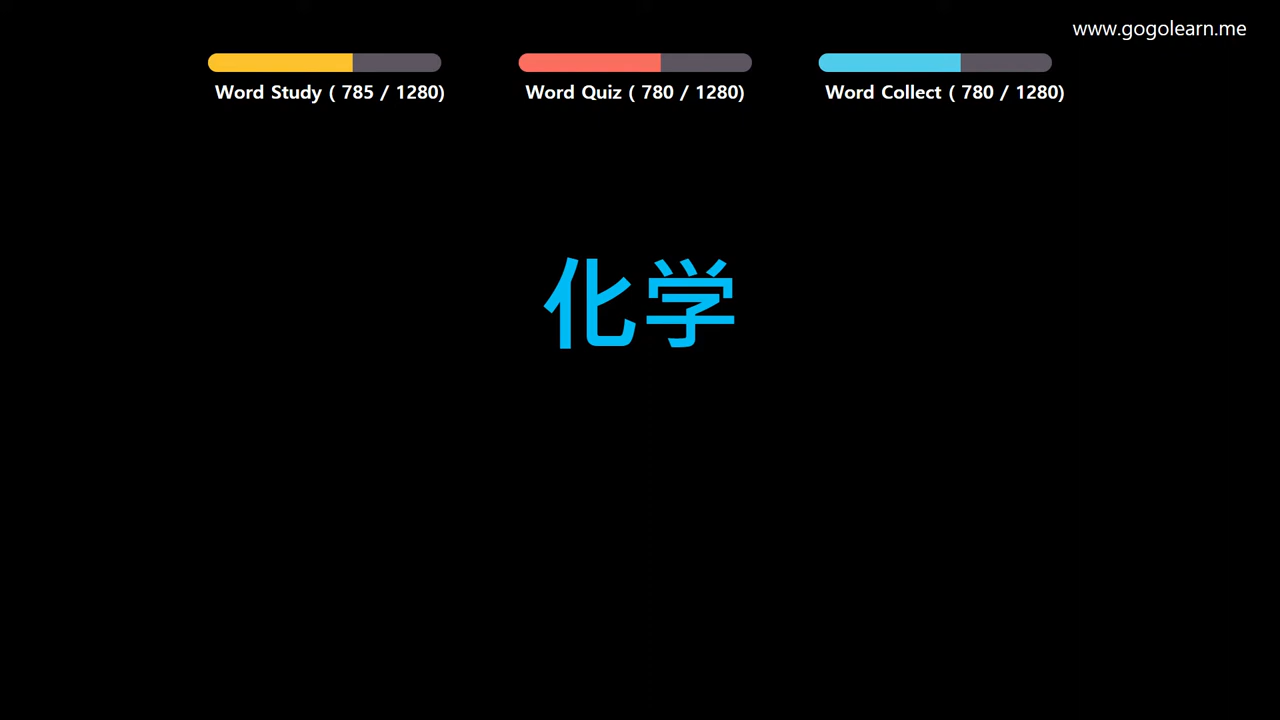 www.gogolearn.me
Word Study ( 785 / 1280)
Word Quiz ( 780 / 1280)
Word Collect ( 780 / 1280)
化学